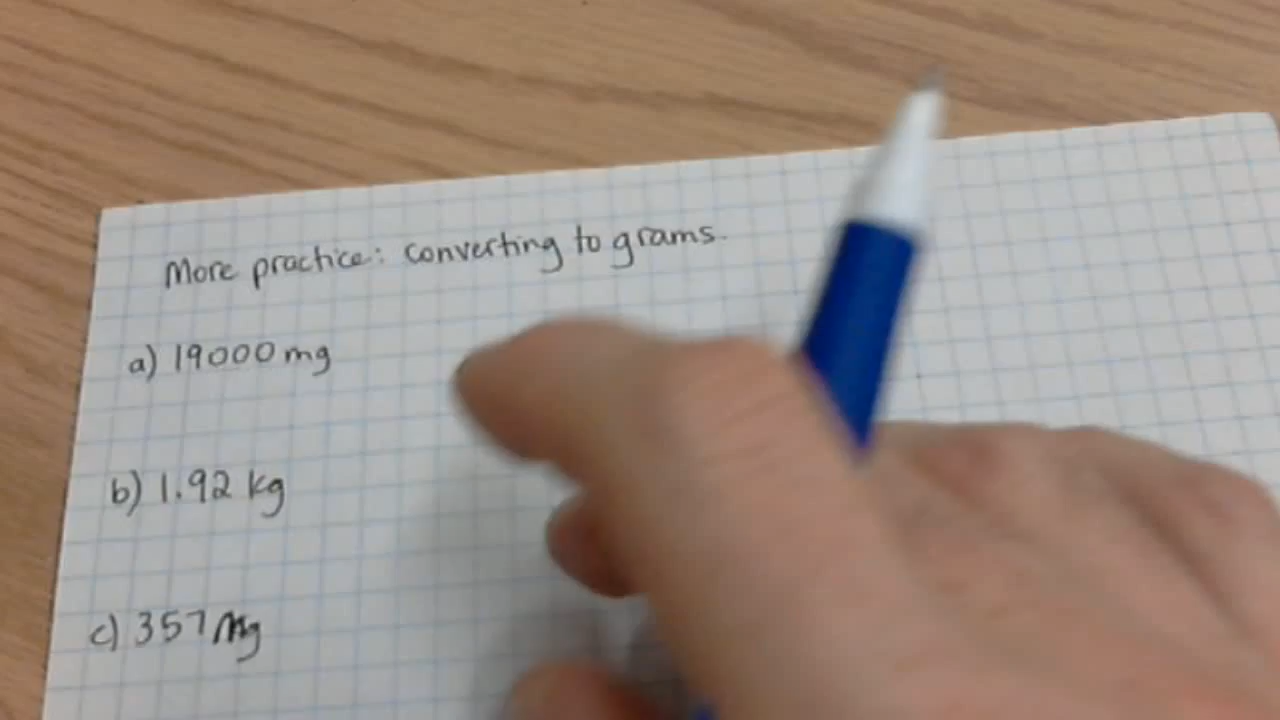 More practice: converting to grams.
a) 19000 mg
b) 1.92 kg
c) 357 mg